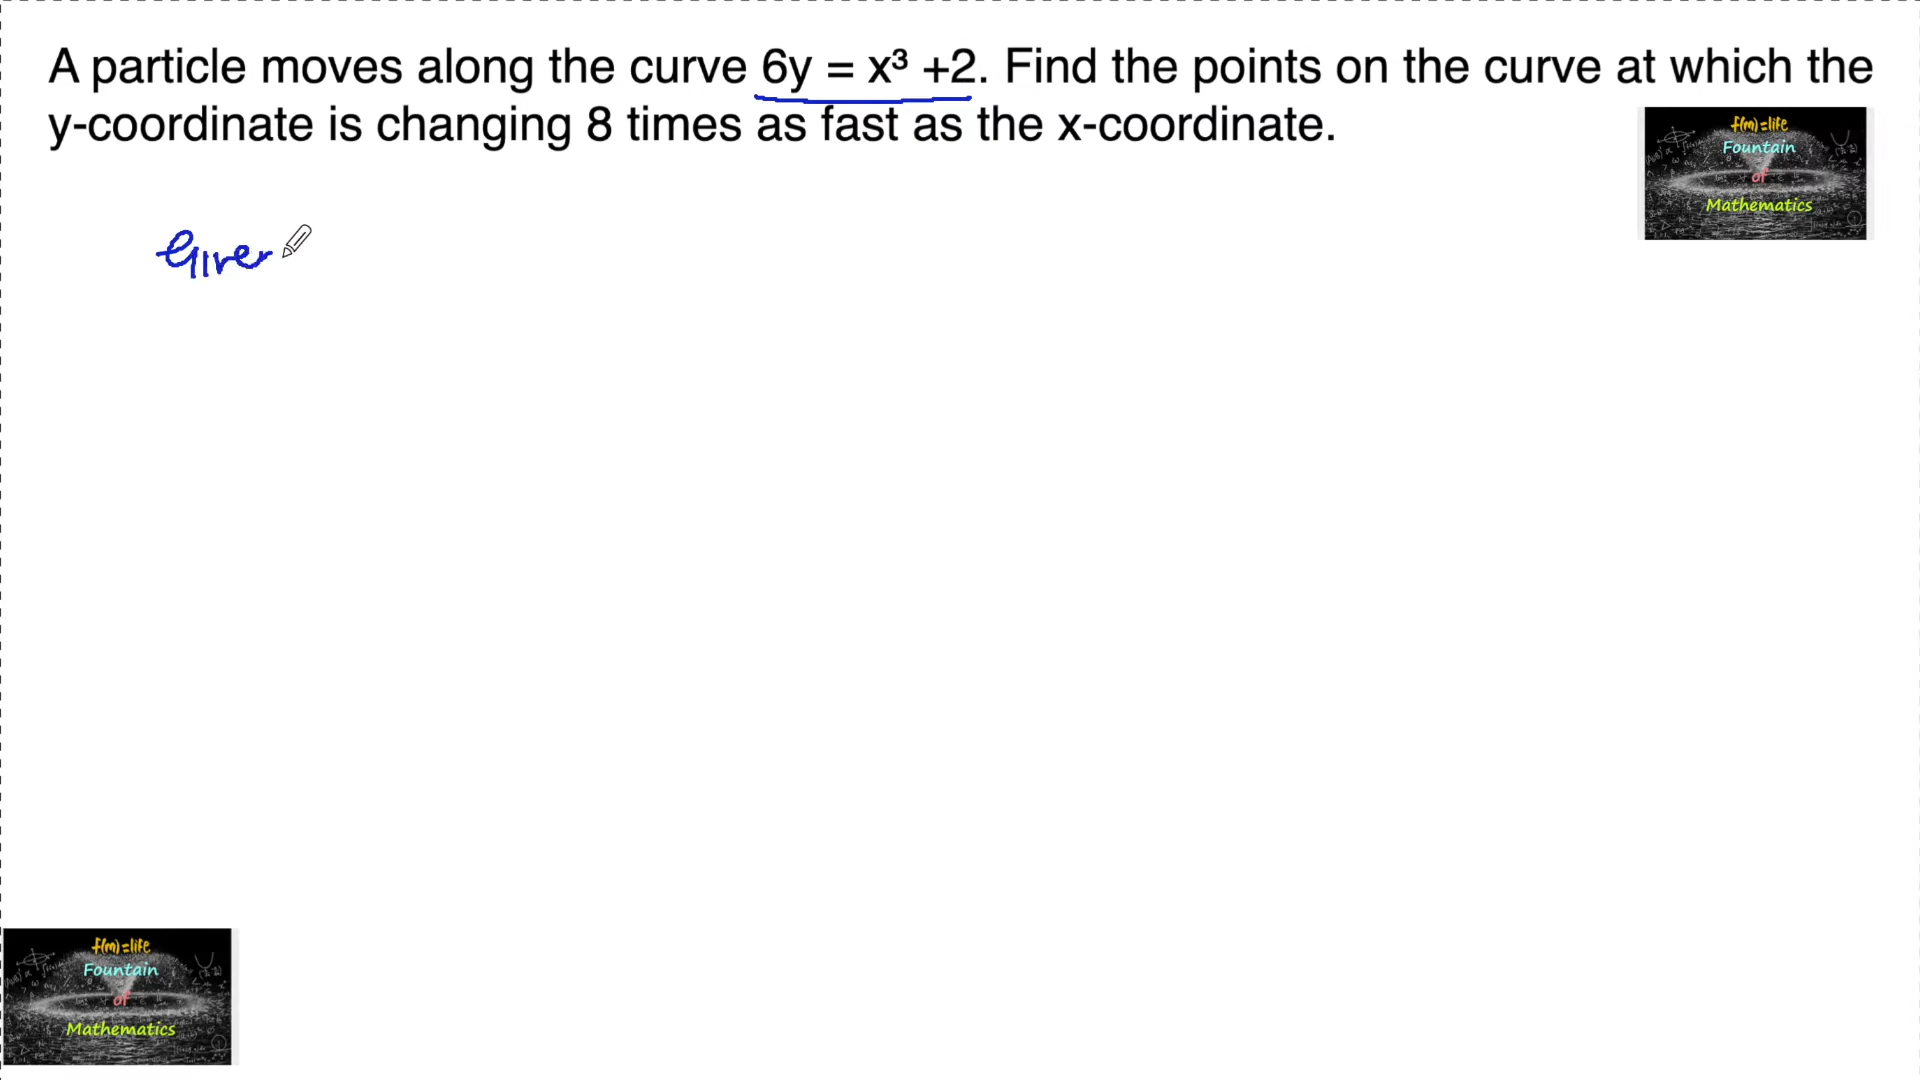 A particle moves along the curve 6y = x³ +2. Find the points on the curve at which the
y-coordinate is changing 8 times as fast as the x-coordinate.
f(m)=life
Fountain
of
Mathematics
Giver
f(m)=life
Fountain
of
Mathematics